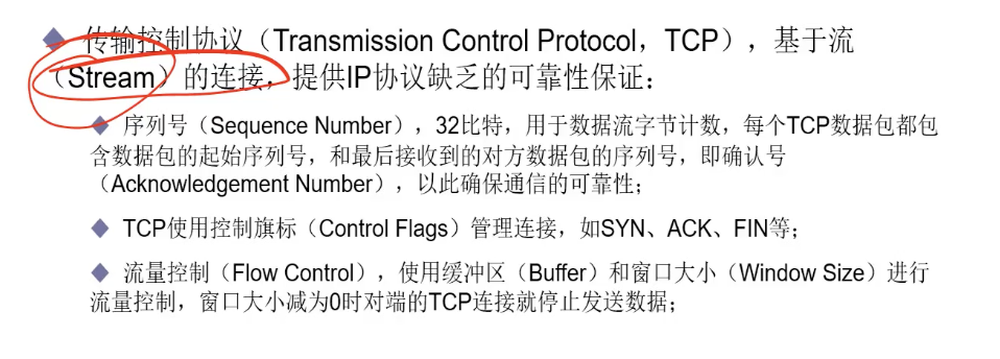 传输控制协议（Transmission Control Protocol，TCP），基于流
（Stream）的连接，提供IP协议缺乏的可靠性保证：
序列号（Sequence Number），32比特，用于数据流字节计数，每个TCP数据包都包
含数据包的起始序列号，和最后接收到的对方数据包的序列号，即确认号
（Acknowledgement Number），以此确保通信的可靠性；
TCP使用控制旗标（Control Flags）管理连接，如SYN、ACK、FIN等；
流量控制（Flow Control），使用缓冲区（Buffer）和窗口大小（Window Size）进行
流量控制，窗口大小减为0时对端的TCP连接就停止发送数据；